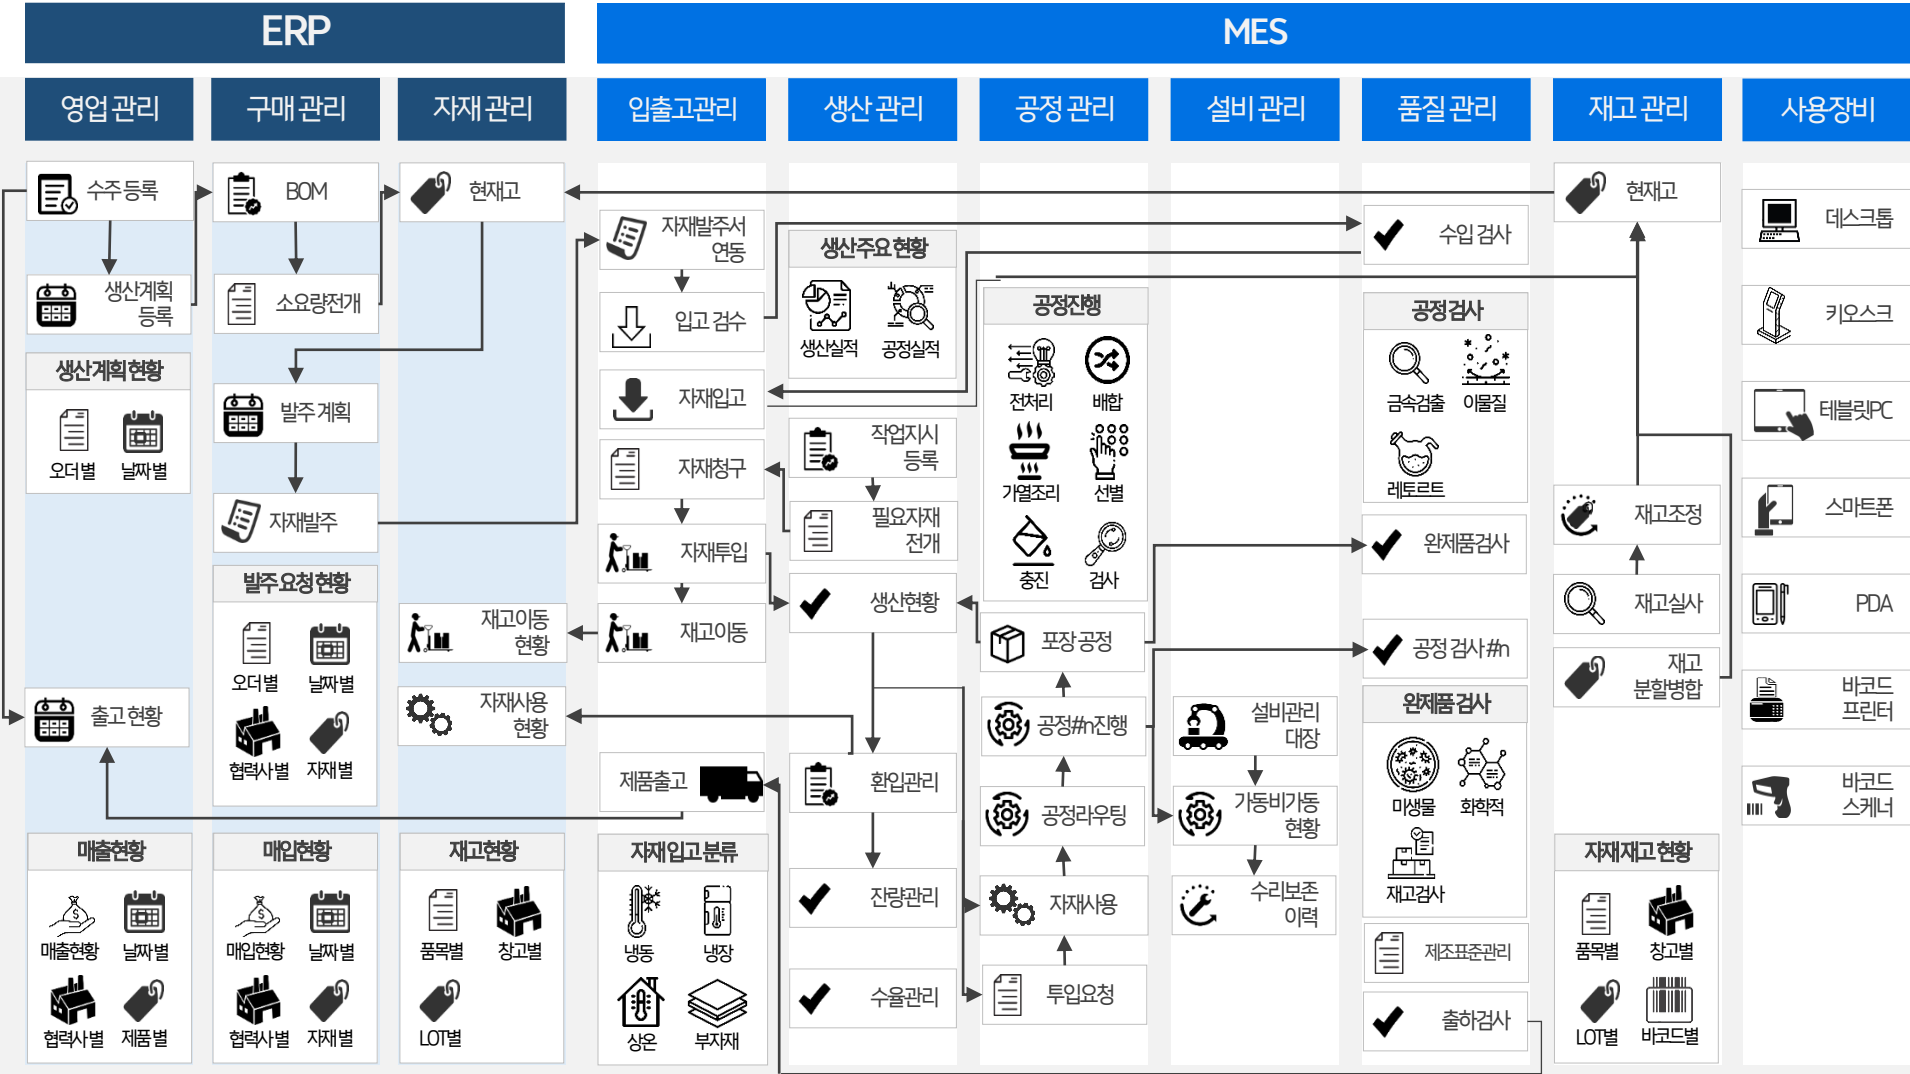 ERP
MES
영업 관리
구매 관리
자재 관리
입출고관리
생산 관리
공정 관리
설비 관리
품질 관리
재고 관리
사용장비
수주 등록
생산계획
등록
생산계획 현황
오더별
날짜별
출고 현황
매출현황
매출현황
날짜별
협력사별
제품별
BOM
소요량전개
발주 계획
자재발주
발주 요청 현황
오더별
날짜별
협력사별
자재별
매입현황
매입현황
날짜별
협력사별
자재별
현재고
재고이동
현황
자재사용
현황
재고현황
품목별
창고별
LOT별
자재발주서
연동
입고 검수
자재입고
자재청구
자재투입
재고이동
제품출고
자재 입고 분류
냉동
냉장
상온
부자재
생산 주요 현황
생산실적
공정실적
작업지시
등록
필요자재
전개
생산현황
환입관리
잔량관리
수율관리
공정진행
전처리
배합
가열조리
선별
충진
검사
포장 공정
공정#n진행
공정라우팅
자재사용
투입요청
설비관리
대장
가동비가동
현황
수리보존
이력
수입 검사
공정 검사
금속검출
이물질
레토르트
완제품검사
공정 검사 #n
완제품 검사
미생물
화학적
재고검사
제조표준관리
출하검사
현재고
재고조정
재고실사
재고
분할병합
자재 재고 현황
품목별
창고별
LOT별
바코드별
데스크톱
키오스크
테블릿PC
스마트폰
PDA
바코드
프린터
바코드
스케너